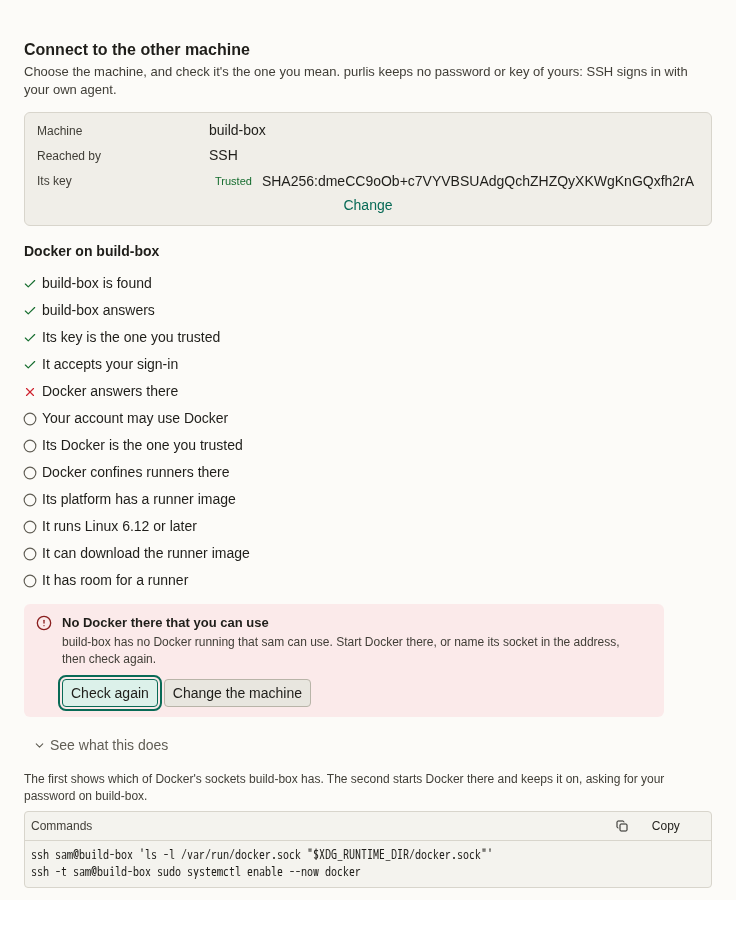 Connect to the other machine
Choose the machine, and check it's the one you mean. purlis keeps no password or key of yours: SSH signs in with
your own agent.
Machine build-box
Reached by SSH
Its key Trusted SHA256:dmeCC9oOb+c7VYVBSUAdgQchZHZQyXKWgKnGQxfh2rA
Change
Docker on build-box
build-box is found
build-box answers
Its key is the one you trusted
It accepts your sign-in
Docker answers there
Your account may use Docker
Its Docker is the one you trusted
Docker confines runners there
Its platform has a runner image
It runs Linux 6.12 or later
It can download the runner image
It has room for a runner
No Docker there that you can use
build-box has no Docker running that sam can use. Start Docker there, or name its socket in the address,
then check again.
Check again Change the machine
See what this does
The first shows which of Docker's sockets build-box has. The second starts Docker there and keeps it on, asking for your
password on build-box.
Commands Copy
ssh sam@build-box 'ls -l /var/run/docker.sock "$XDG_RUNTIME_DIR/docker.sock"'
ssh -t sam@build-box sudo systemctl enable --now docker